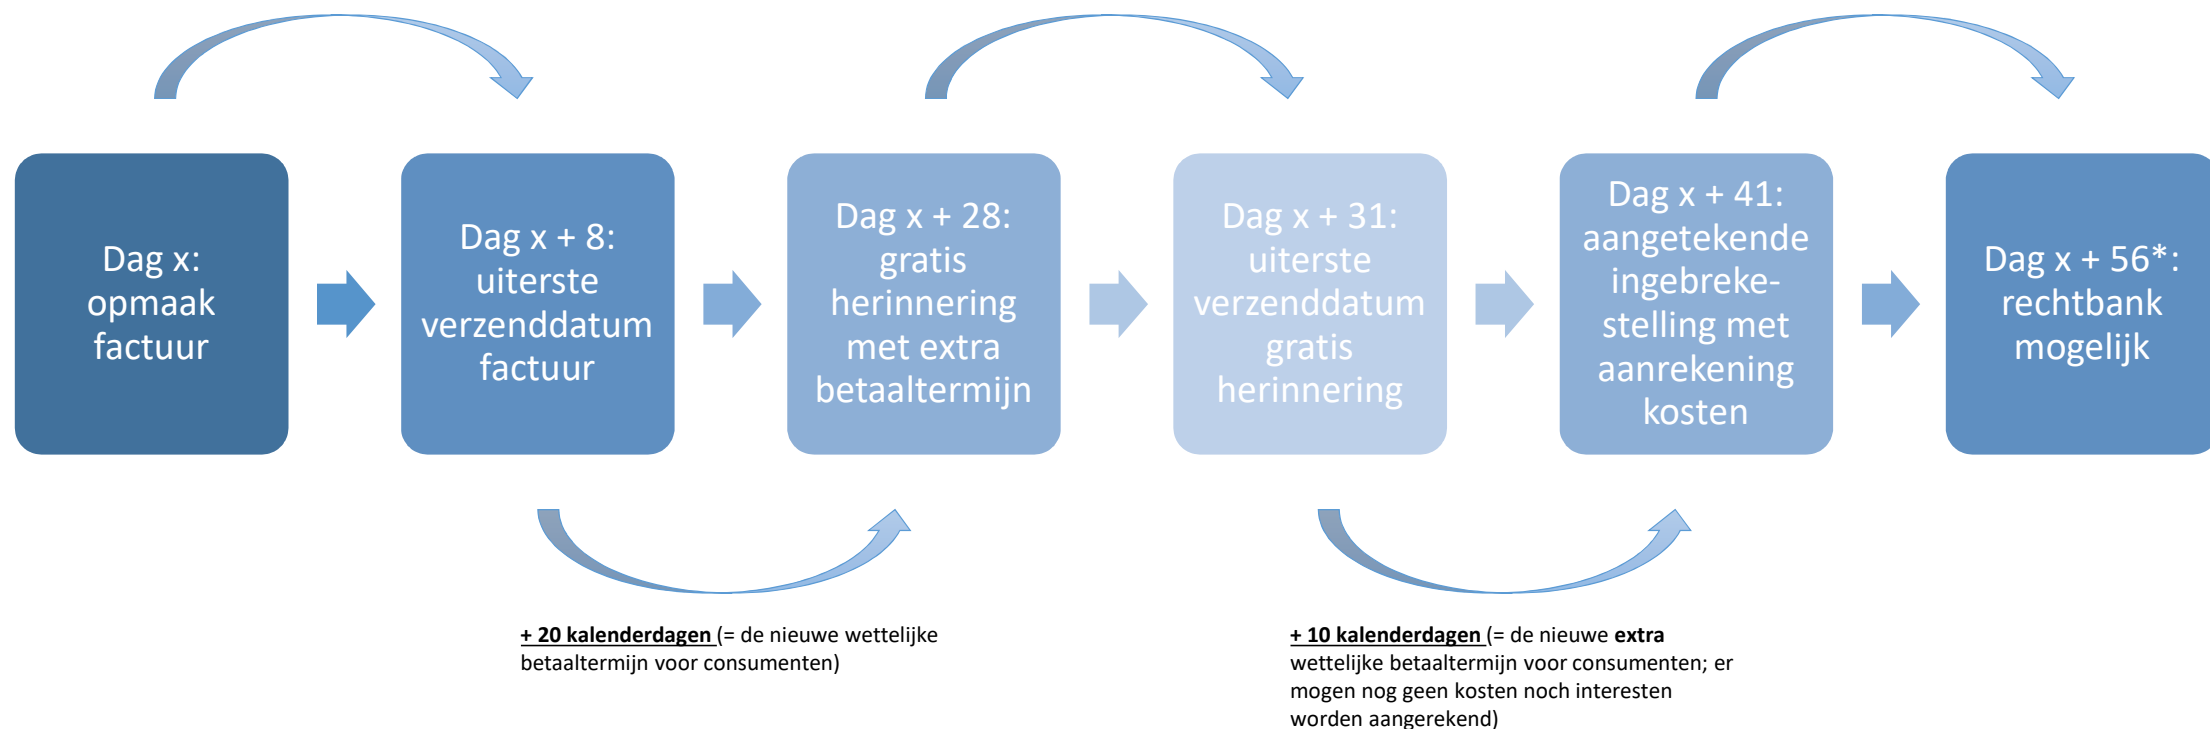 Dag x:
opmaak
factuur
Dag x + 8:
uiterste
verzenddatum
factuur
Dag x + 28:
gratis
herinnering
met extra
betaaltermijn
Dag x + 31:
uiterste
verzenddatum
gratis
herinnering
Dag x + 41:
aangetekende
ingebreke-
stelling met
aanrekening
kosten
Dag x + 56*:
rechtbank
mogelijk
+ 20 kalenderdagen (= de nieuwe wettelijke
betaaltermijn voor consumenten)
+ 10 kalenderdagen (= de nieuwe extra
wettelijke betaaltermijn voor consumenten; er
mogen nog geen kosten noch interesten
worden aangerekend)